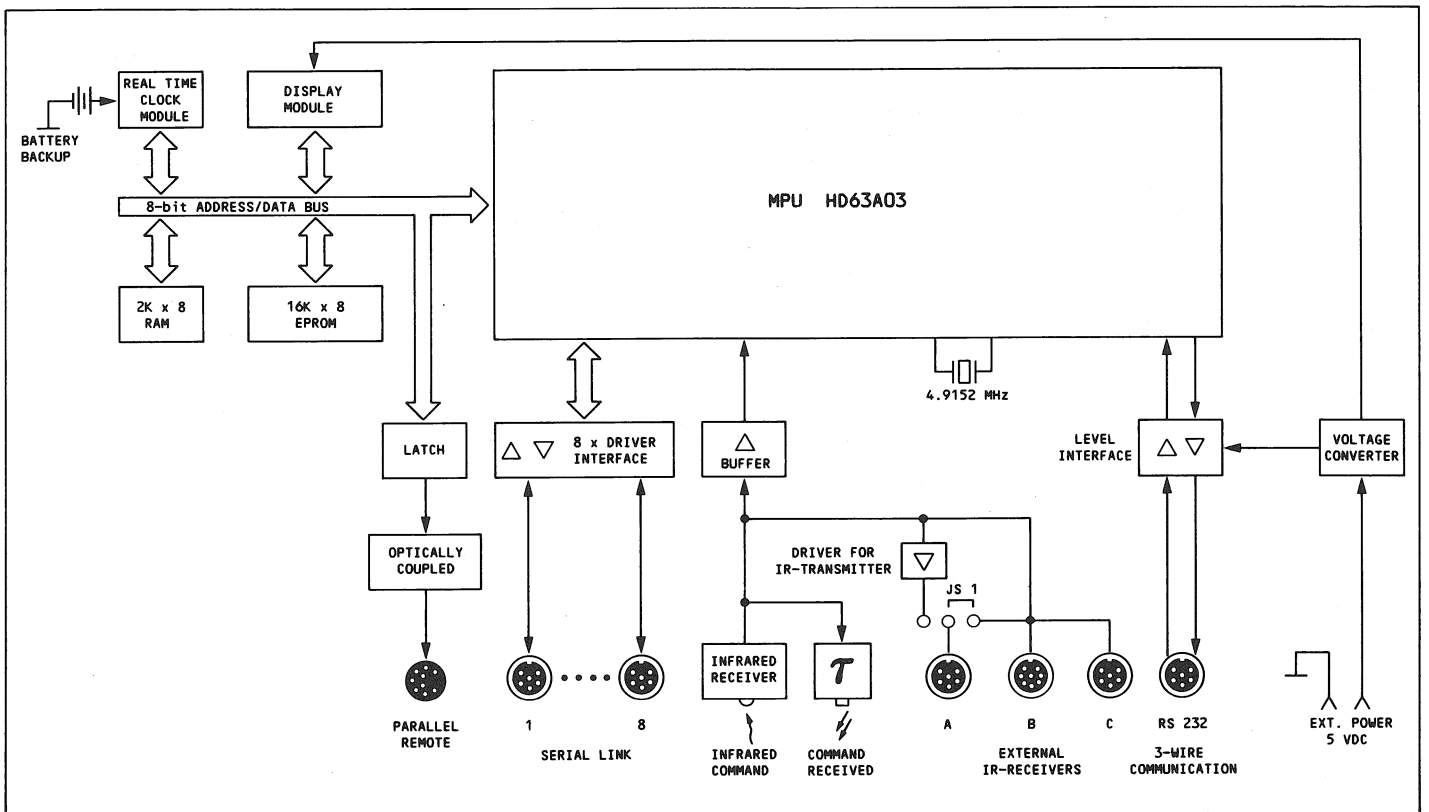 REAL TIME
CLOCK
MODULE
DISPLAY
MODULE
BATTERY
BACKUP
8-bit ADDRESS/DATA BUS
MPU HD63A03
2K x 8
RAM
16K x 8
EPROM
4.9152 MHz
LATCH
8 x DRIVER
INTERFACE
BUFFER
LEVEL
INTERFACE
VOLTAGE
CONVERTER
OPTICALLY
COUPLED
DRIVER FOR
IR-TRANSMITTER
JS 1
INFRARED
RECEIVER
τ
PARALLEL
REMOTE
1
8
SERIAL LINK
INFRARED
COMMAND
COMMAND
RECEIVED
A
B
C
EXTERNAL
IR-RECEIVERS
RS 232
3-WIRE
COMMUNICATION
EXT. POWER
5 VDC